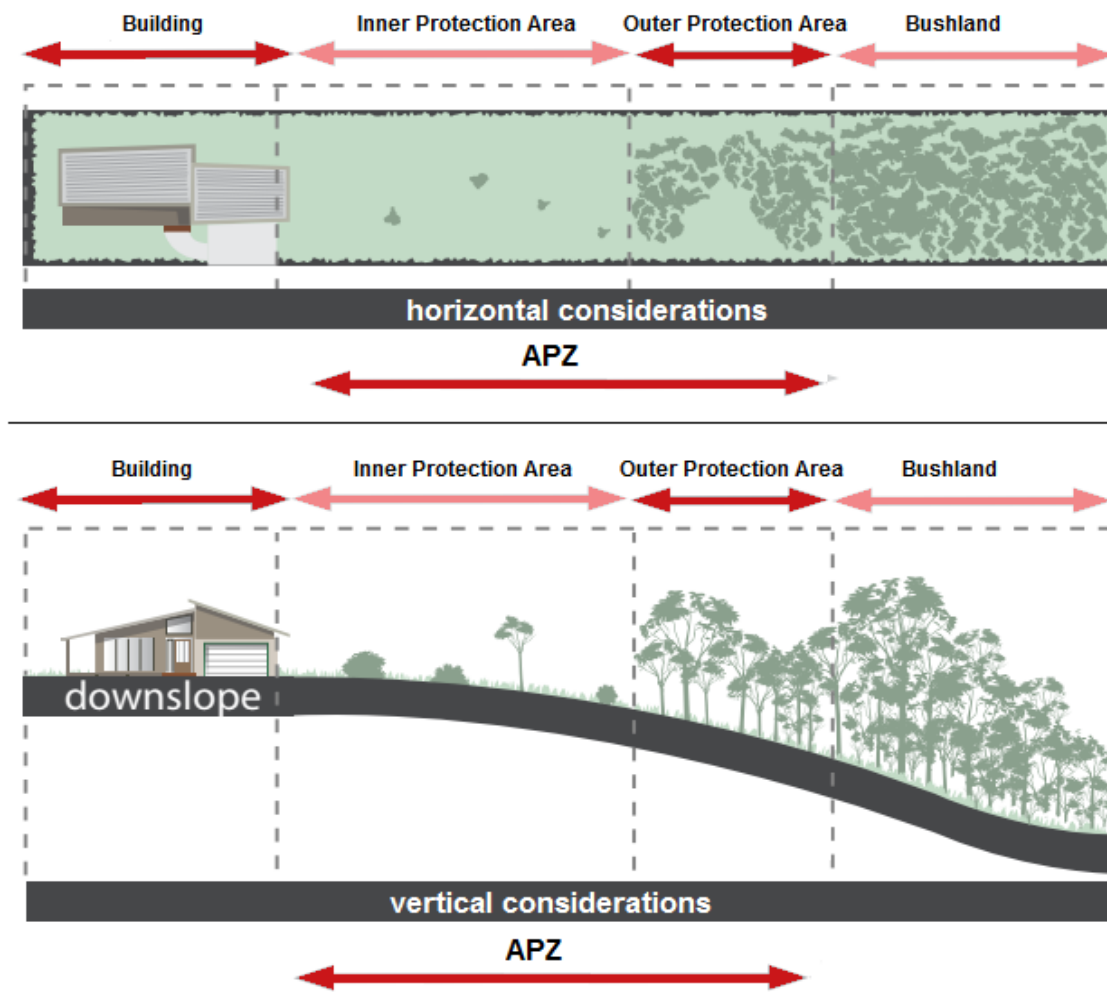 Building Inner Protection Area Outer Protection Area Bushland
horizontal considerations
APZ
Building Inner Protection Area Outer Protection Area Bushland
downslope
vertical considerations
APZ